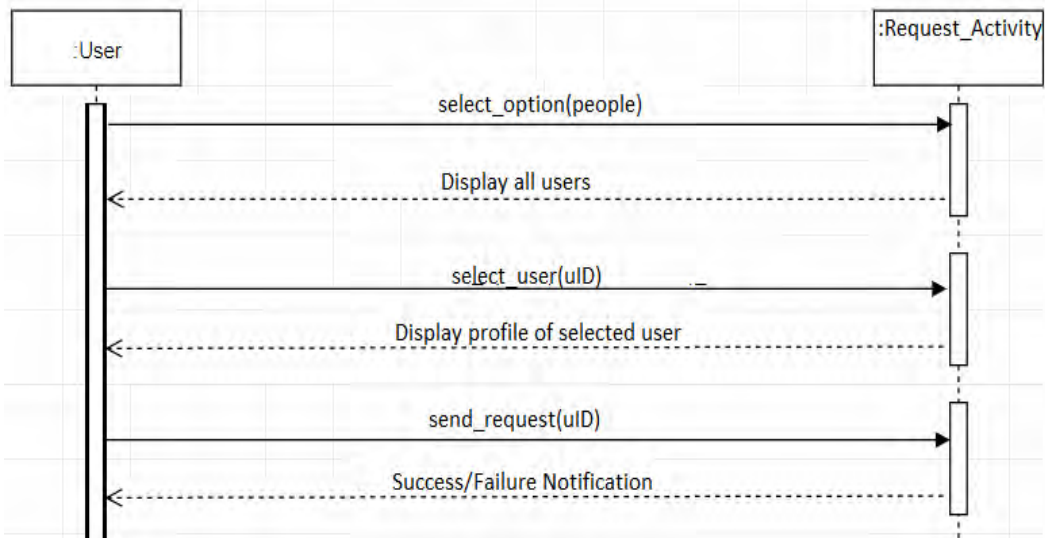 :User
:Request_Activity
select_option(people)
Display all users
select_user(uID)
Display profile of selected user
send_request(uID)
Success/Failure Notification